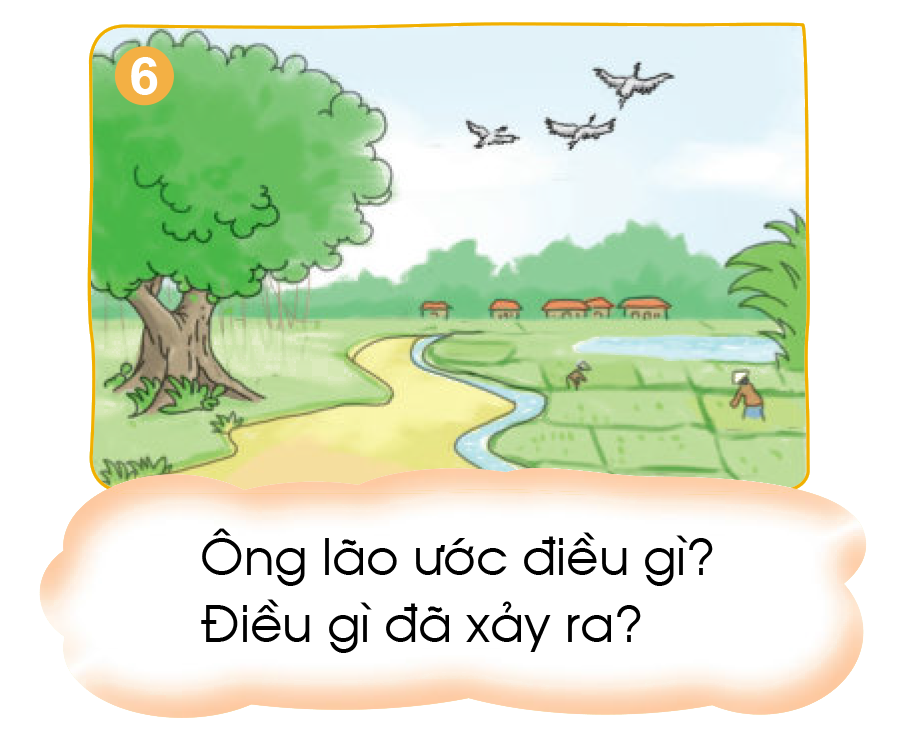 6
Ông lão ước điều gì?
Điều gì đã xảy ra?